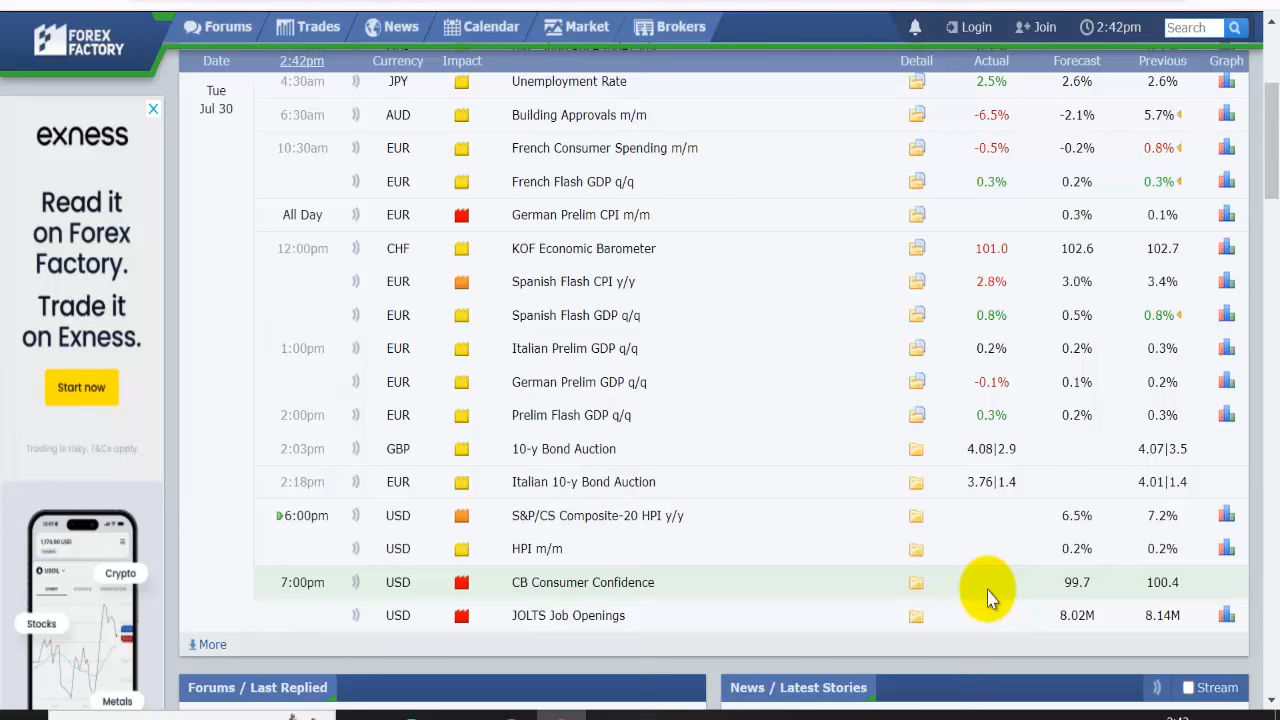 FOREX FACTORY
Forums Trades News Calendar Market Brokers Login Join 2:42pm Search
Date 2:42pm Currency Impact Detail Actual Forecast Previous Graph
Tue Jul 30
4:30am JPY Unemployment Rate 2.5% 2.6% 2.6%
6:30am AUD Building Approvals m/m -6.5% -2.1% 5.7%
10:30am EUR French Consumer Spending m/m -0.5% -0.2% 0.8%
EUR French Flash GDP q/q 0.3% 0.2% 0.3%
All Day EUR German Prelim CPI m/m 0.3% 0.1%
12:00pm CHF KOF Economic Barometer 101.0 102.6 102.7
EUR Spanish Flash CPI y/y 2.8% 3.0% 3.4%
EUR Spanish Flash GDP q/q 0.8% 0.5% 0.8%
1:00pm EUR Italian Prelim GDP q/q 0.2% 0.2% 0.3%
EUR German Prelim GDP q/q -0.1% 0.1% 0.2%
2:00pm EUR Prelim Flash GDP q/q 0.3% 0.2% 0.3%
2:03pm GBP 10-y Bond Auction 4.08|2.9 4.07|3.5
2:18pm EUR Italian 10-y Bond Auction 3.76|1.4 4.01|1.4
6:00pm USD S&P/CS Composite-20 HPI y/y 6.5% 7.2%
USD HPI m/m 0.2% 0.2%
7:00pm USD CB Consumer Confidence 99.7 100.4
USD JOLTS Job Openings 8.02M 8.14M
More
Forums / Last Replied
News / Latest Stories Stream
exness
Read it
on Forex
Factory.
Trade it
on Exness.
Start now
Trading is risky. T&Cs apply.
Crypto
Stocks
Metals